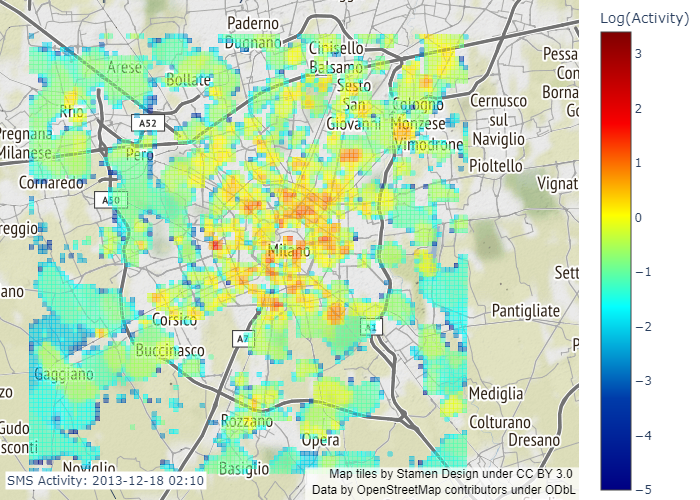 Log(Activity)
3
2
1
0
−1
−2
−3
−4
−5
Paderno
Dugnano
Cinisello
Balsamo
Arese
Bollate
Sesto
San
Giovanni
Rho
A52
Cologno
Monzese
Cernusco
sul
Naviglio
Pessa
Con
Borna
Go
Pregnana
Milanese
Pero
Vimodrone
Pioltello
Cornaredo
Vignat
A50
reggio
Milano
Sett
ano
Corsico
A7
A1
Pantigliate
P
Buccinasco
Gaggiano
zo
Mediglia
Rozzano
Colturano
Gudo
sconti
Opera
Dresano
Noviglio
Basiglio
SMS Activity: 2013-12-18 02:10
Map tiles by Stamen Design under CC BY 3.0
Data by OpenStreetMap contributors under ODbL